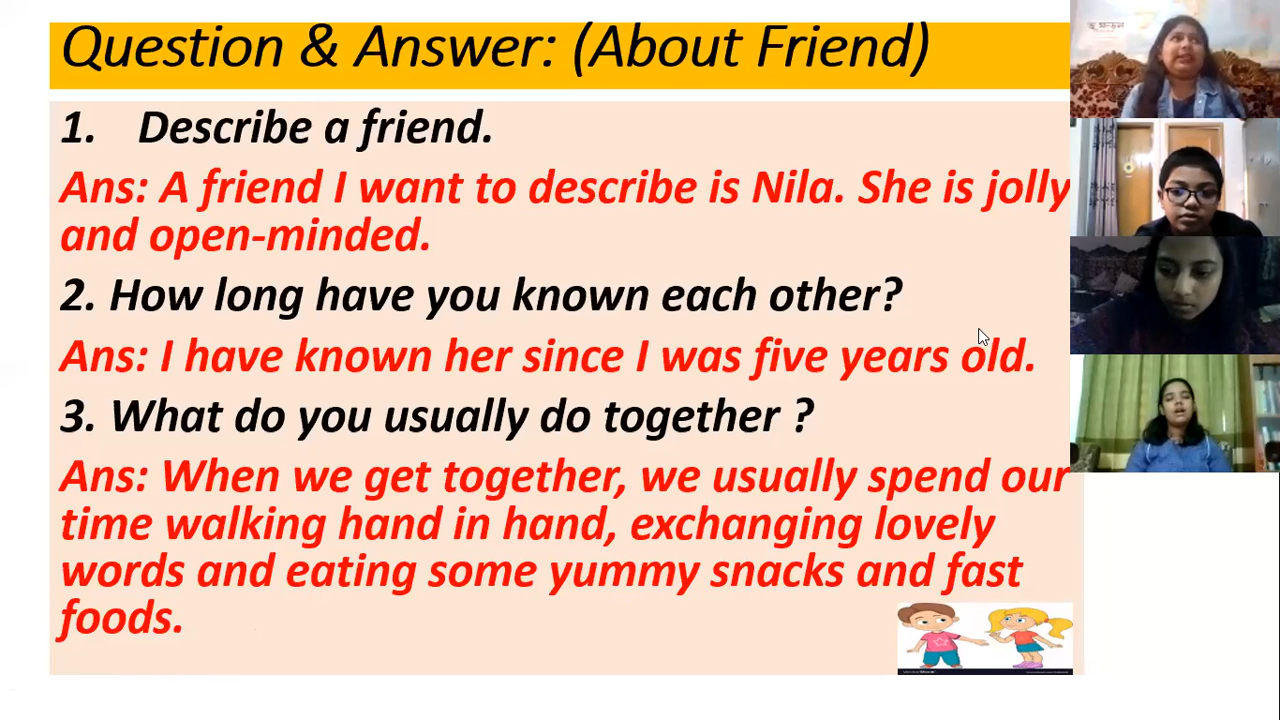 Question & Answer: (About Friend)
1. Describe a friend.
Ans: A friend I want to describe is Nila. She is jolly
and open-minded.
2. How long have you known each other?
Ans: I have known her since I was five years old.
3. What do you usually do together ?
Ans: When we get together, we usually spend our
time walking hand in hand, exchanging lovely
words and eating some yummy snacks and fast
foods.